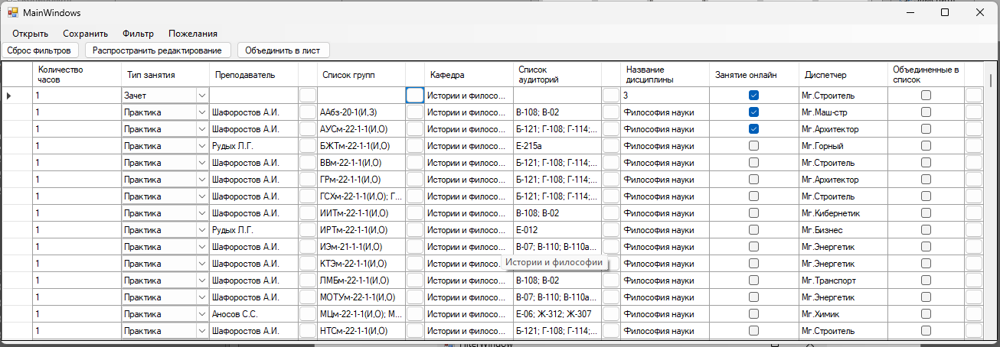 MainWindows
Открыть Сохранить Фильтр Пожелания
Сброс фильтров Распространить редактирование Объединить в лист
Количество часов Тип занятия Преподаватель Список групп Кафедра Список аудиторий Название дисциплины Занятие онлайн Диспетчер Объединенные в список
1 Зачет Истории и филосо... 3 Мг.Строитель
1 Практика Шафоростов А.И. ААбз-20-1(И,З) Истории и филосо... В-108; В-02 Философия науки Мг.Маш-стр
1 Практика Шафоростов А.И. АУСм-22-1-1(И,О) Истории и филосо... Б-121; Г-108; Г-114;... Философия науки Мг.Архитектор
1 Практика Рудых Л.Г. БЖТм-22-1-1(И,О) Истории и филосо... Е-215а Философия науки Мг.Горный
1 Практика Шафоростов А.И. ВВм-22-1-1(И,О) Истории и филосо... Б-121; Г-108; Г-114;... Философия науки Мг.Строитель
1 Практика Шафоростов А.И. ГРм-22-1-1(И,О) Истории и филосо... Б-121; Г-108; Г-114;... Философия науки Мг.Архитектор
1 Практика Шафоростов А.И. ГСХм-22-1-1(И,О); Г... Истории и филосо... Б-121; Г-108; Г-114;... Философия науки Мг.Строитель
1 Практика Шафоростов А.И. ИИТм-22-1-1(И,О) Истории и филосо... В-108; В-02 Философия науки Мг.Кибернетик
1 Практика Рудых Л.Г. ИРТм-22-1-1(И,О) Истории и филосо... Е-012 Философия науки Мг.Бизнес
1 Практика Шафоростов А.И. ИЭм-21-1-1(И,О) Истории и филосо... В-07; В-110; В-110а... Философия науки Мг.Энергетик
1 Практика Шафоростов А.И. КТЭм-22-1-1(И,О) Истории и философии Философия науки Мг.Энергетик
1 Практика Шафоростов А.И. ЛМБм-22-1-1(И,О) Истории и филосо... В-108; В-02 Философия науки Мг.Транспорт
1 Практика Шафоростов А.И. МОТУм-22-1-1(И,О) Истории и филосо... В-07; В-110; В-110а... Философия науки Мг.Энергетик
1 Практика Аносов С.С. МЦм-22-1-1(И,О); М... Истории и филосо... Е-06; Ж-312; Ж-307 Философия науки Мг.Химик
1 Практика Шафоростов А.И. НТСм-22-1-1(И,О) Истории и филосо... Б-121; Г-108; Г-114;... Философия науки Мг.Строитель